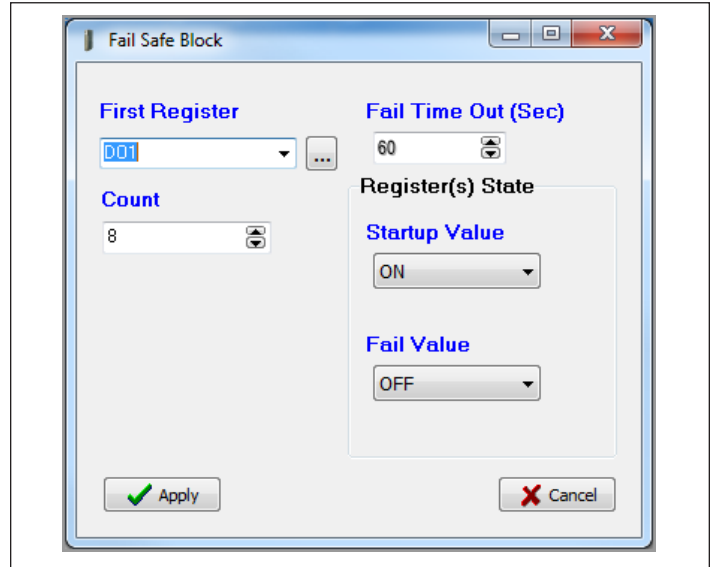 Fail Safe Block
First Register
DO1
...
Count
8
Fail Time Out (Sec)
60
Register(s) State
Startup Value
ON
Fail Value
OFF
Apply
Cancel